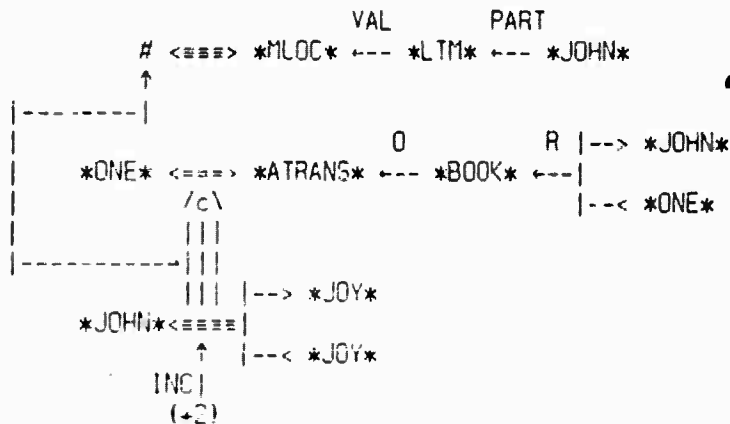 VAL PART
# <≡≡≡> *MLOC* <--- *LTM* <--- *JOHN*
↑
|-------|
O R |--> *JOHN*
*ONE* <===> *ATRANS* <--- *BOOK* <---|
/c\ |--< *ONE*
|||
|----------|||
||| |--> *JOY*
*JOHN*<≡≡≡≡|
↑ |--< *JOY*
INC|
(+2)